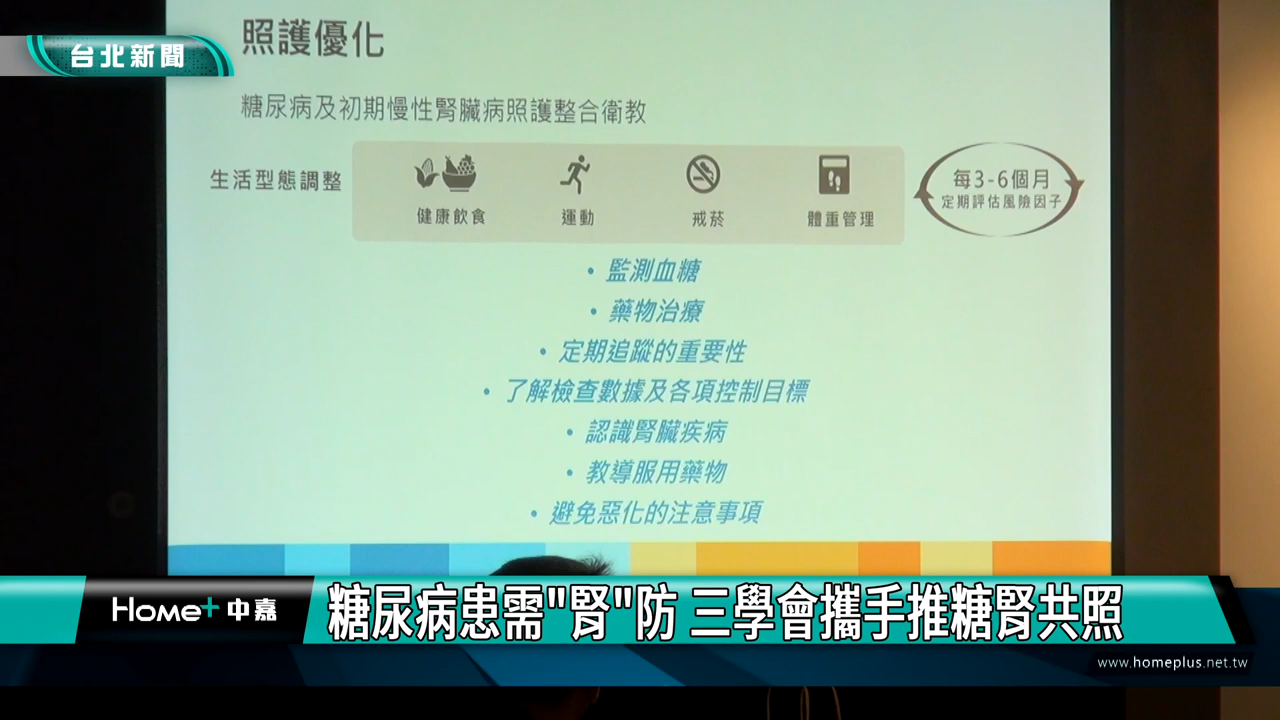 台北新聞
照護優化
糖尿病及初期慢性腎臟病照護整合衛教
生活型態調整
健康飲食
運動
戒菸
體重管理
每3-6個月
定期評估風險因子
• 監測血糖
• 藥物治療
• 定期追蹤的重要性
• 了解檢查數據及各項控制目標
• 認識腎臟疾病
• 教導服用藥物
• 避免惡化的注意事項
Home+ 中嘉
糖尿病患需"腎"防 三學會攜手推糖腎共照
www.homeplus.net.tw